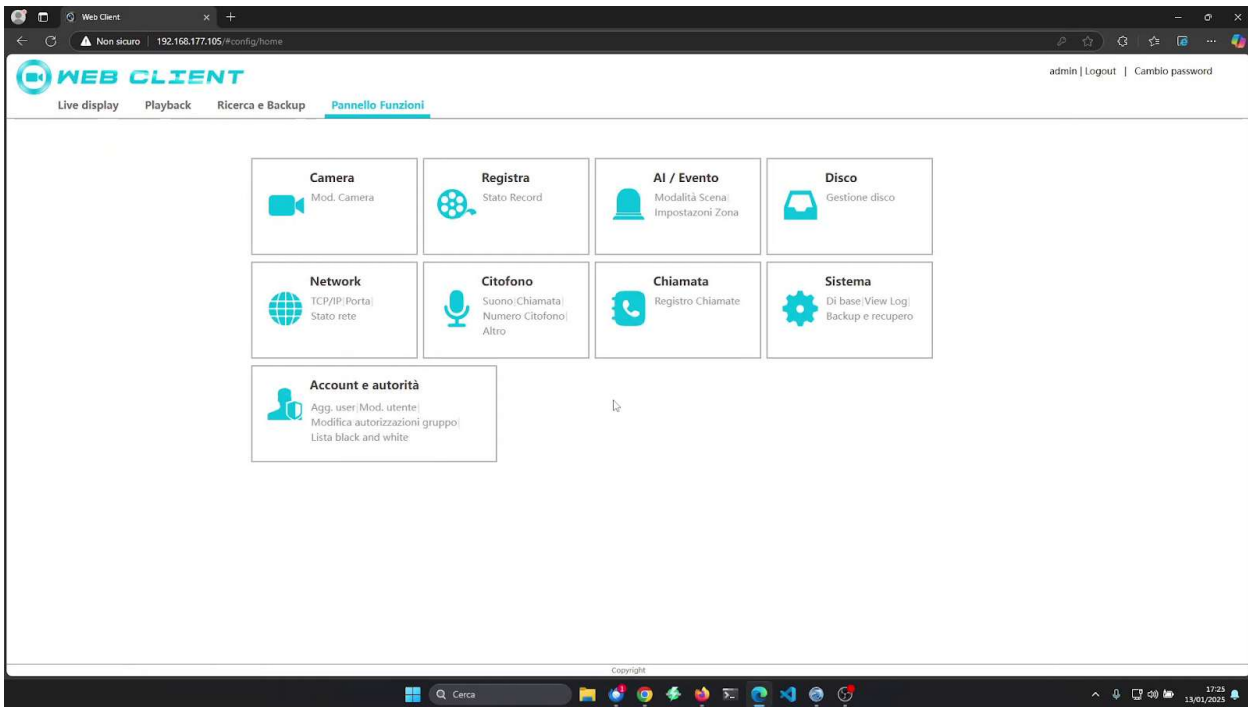 Web Client
Non sicuro 192.168.177.105/#config/home
WEB CLIENT
admin | Logout | Cambio password
Live display Playback Ricerca e Backup Pannello Funzioni
Camera
Mod. Camera
Registra
Stato Record
AI / Evento
Modalità Scena|
Impostazoni Zona
Disco
Gestione disco
Network
TCP/IP|Porta|
Stato rete
Citofono
Suono|Chiamata|
Numero Citofono|
Altro
Chiamata
Registro Chiamate
Sistema
Di base|View Log|
Backup e recupero
Account e autorità
Agg. user|Mod. utente|
Modifica autorizzazioni gruppo|
Lista black and white
Copyright
Cerca
17:25
13/01/2025